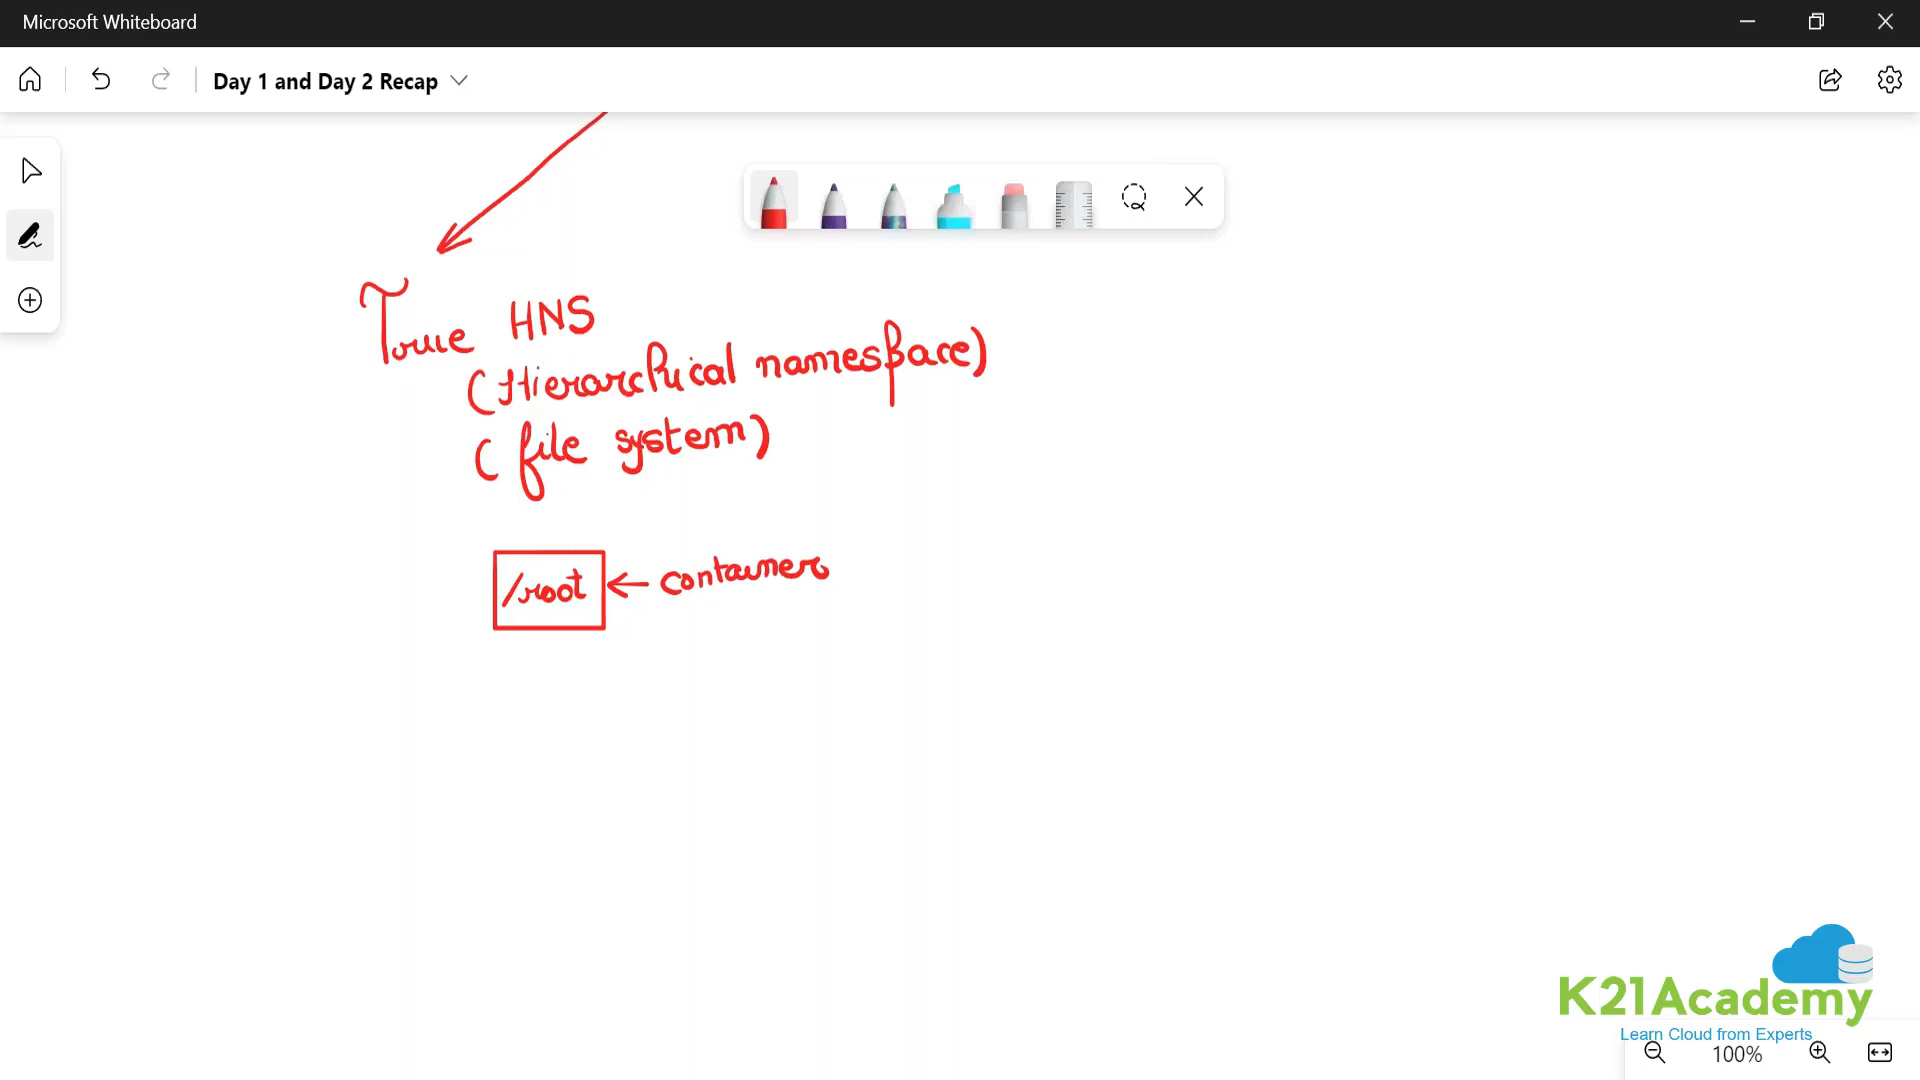 Microsoft Whiteboard
Day 1 and Day 2 Recap
True HNS
(Hierarchical namespace)
(file system)
/root ← container
K21Academy
Learn Cloud from Experts
100%